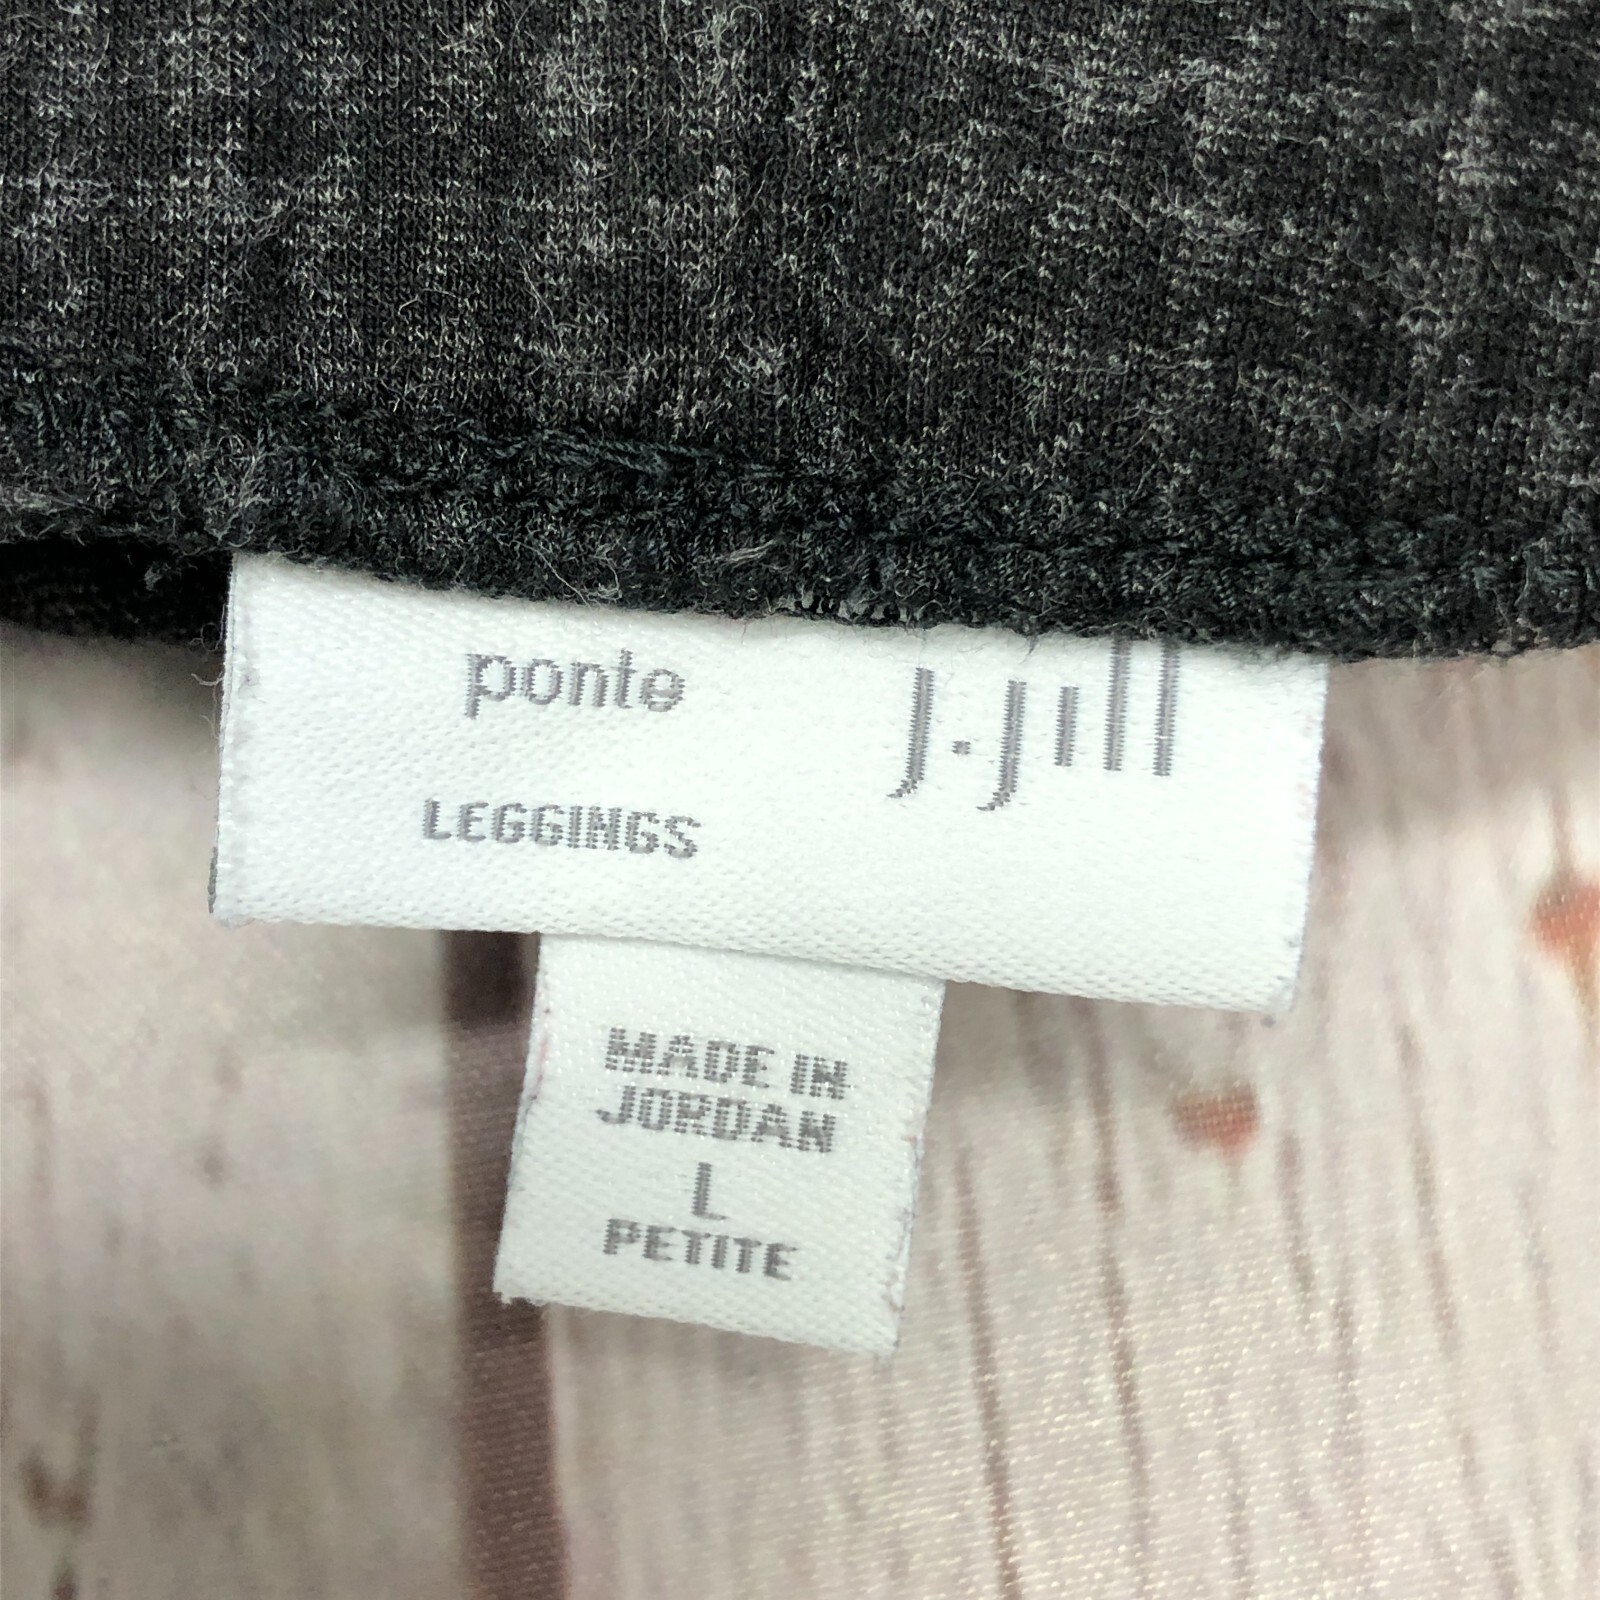 ponte
LEGGINGS
J.Jill
MADE IN
JORDAN
L
PETITE